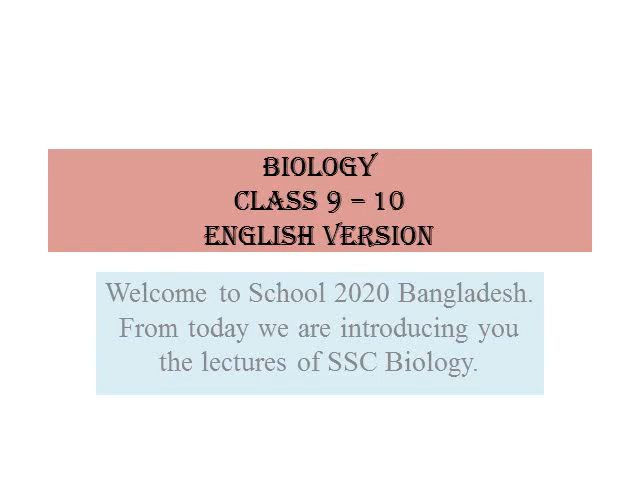 BIOLOGY
CLASS 9 – 10
ENGLISH VERSION
Welcome to School 2020 Bangladesh.
From today we are introducing you
the lectures of SSC Biology.